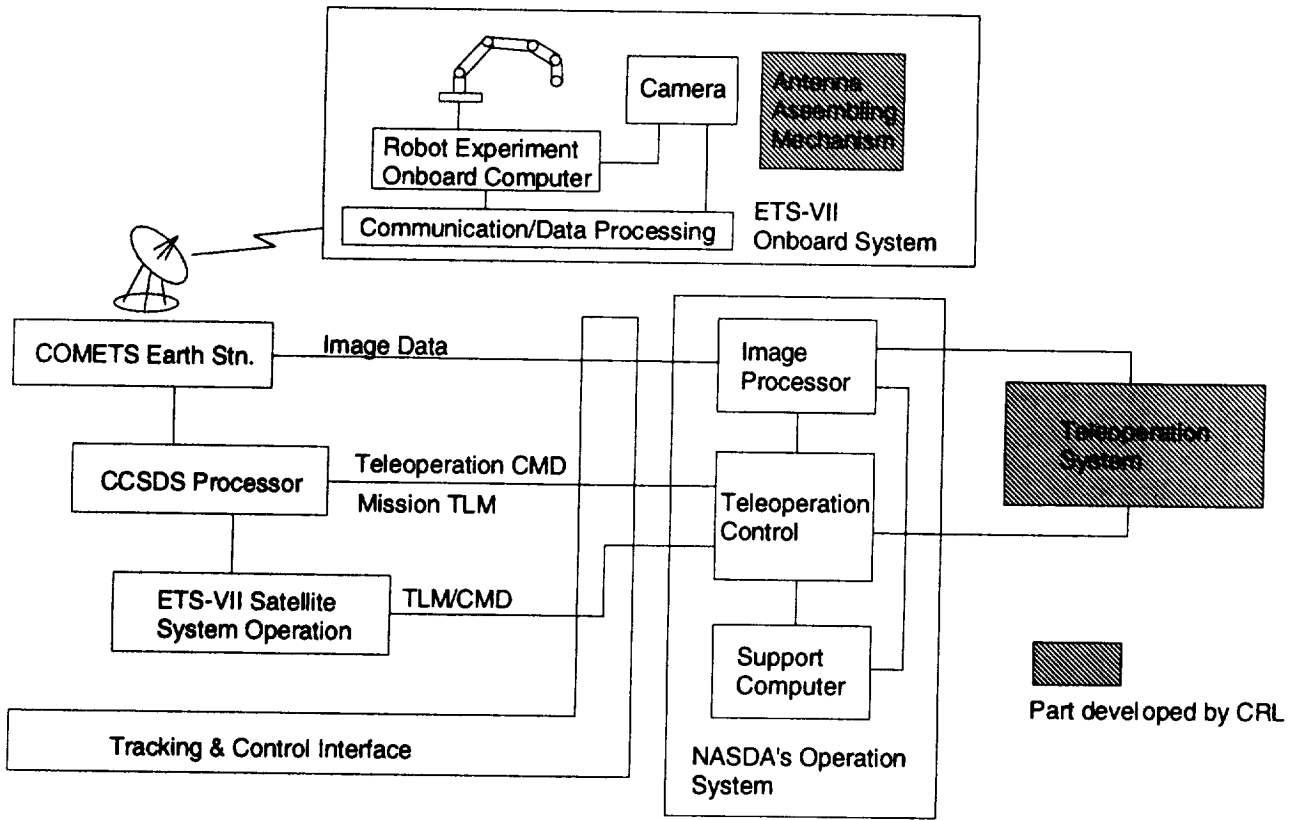 Camera
Antenna
Assembling
Mechanism
Robot Experiment
Onboard Computer
Communication/Data Processing
ETS-VII
Onboard System
COMETS Earth Stn.
Image Data
Image
Processor
Teleoperation
System
CCSDS Processor
Teleoperation CMD
Mission TLM
Teleoperation
Control
ETS-VII Satellite
System Operation
TLM/CMD
Support
Computer
Part developed by CRL
Tracking & Control Interface
NASDA's Operation
System